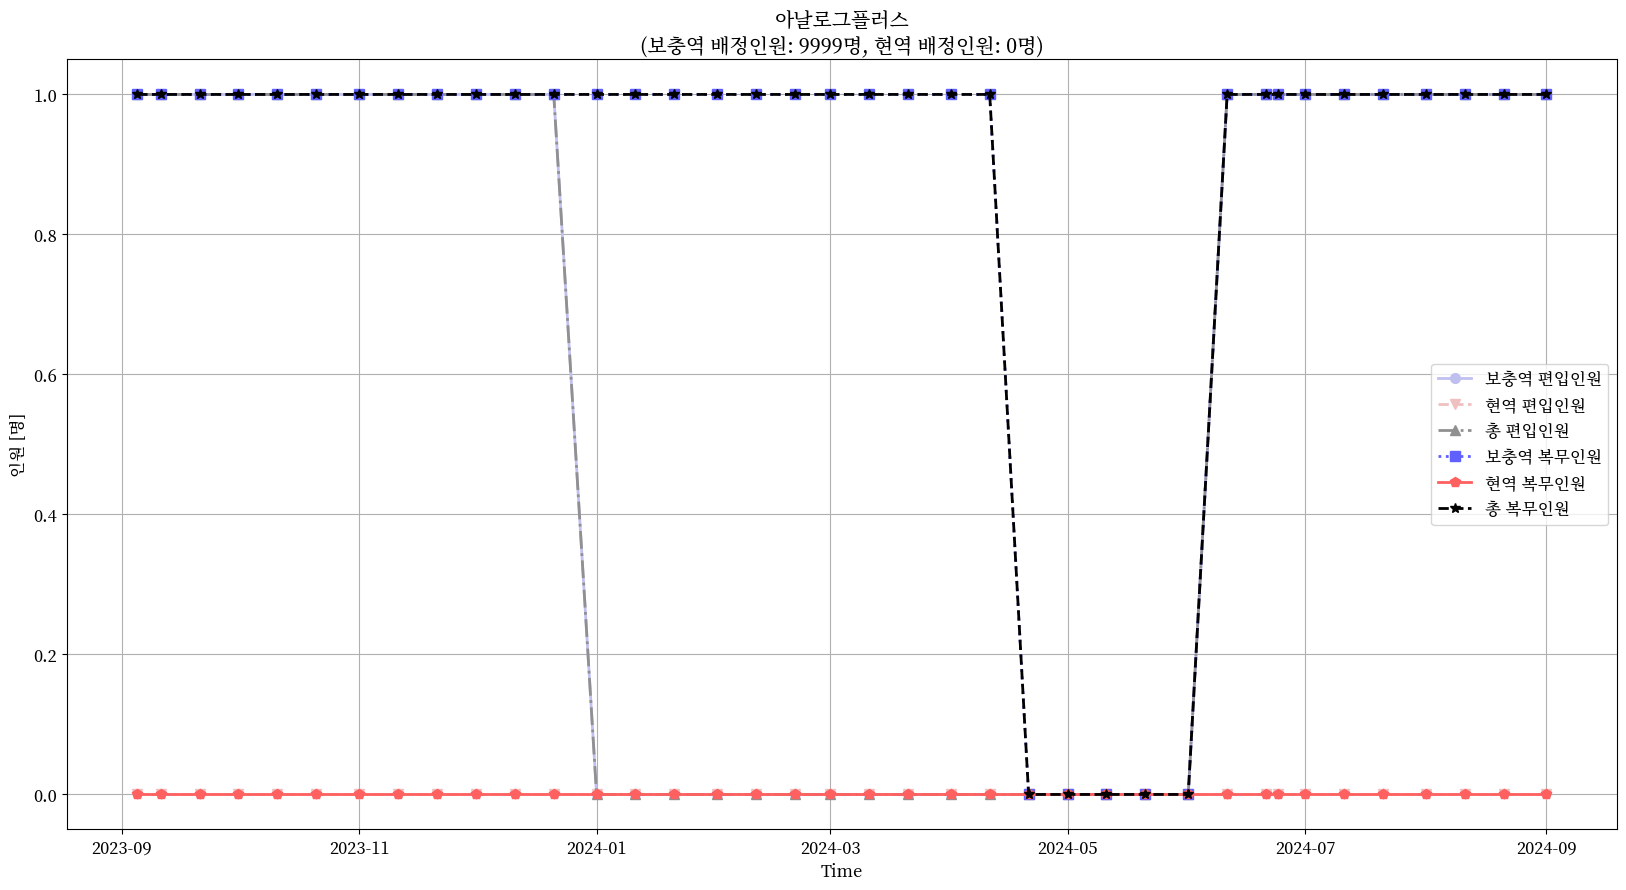 아날로그플러스
(보충역 배정인원: 9999명, 현역 배정인원: 0명)
1.0
0.8
0.6
0.4
0.2
0.0
인원 [명]
보충역 편입인원
현역 편입인원
총 편입인원
보충역 복무인원
현역 복무인원
총 복무인원
2023-09 2023-11 2024-01 2024-03 2024-05 2024-07 2024-09
Time